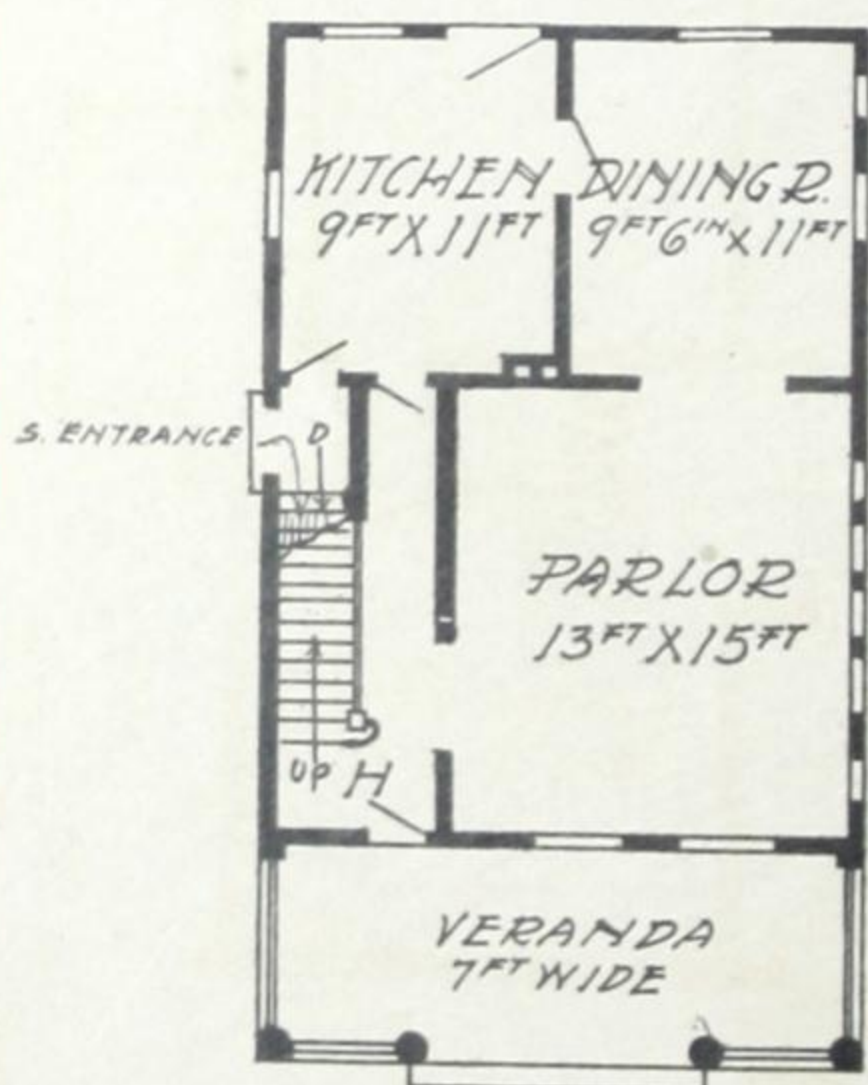 KITCHEN
9FT X 11FT
DINING R.
9FT 6IN X 11FT
S. ENTRANCE
D
PARLOR
13FT X 15FT
UP
H
VERANDA
7FT WIDE